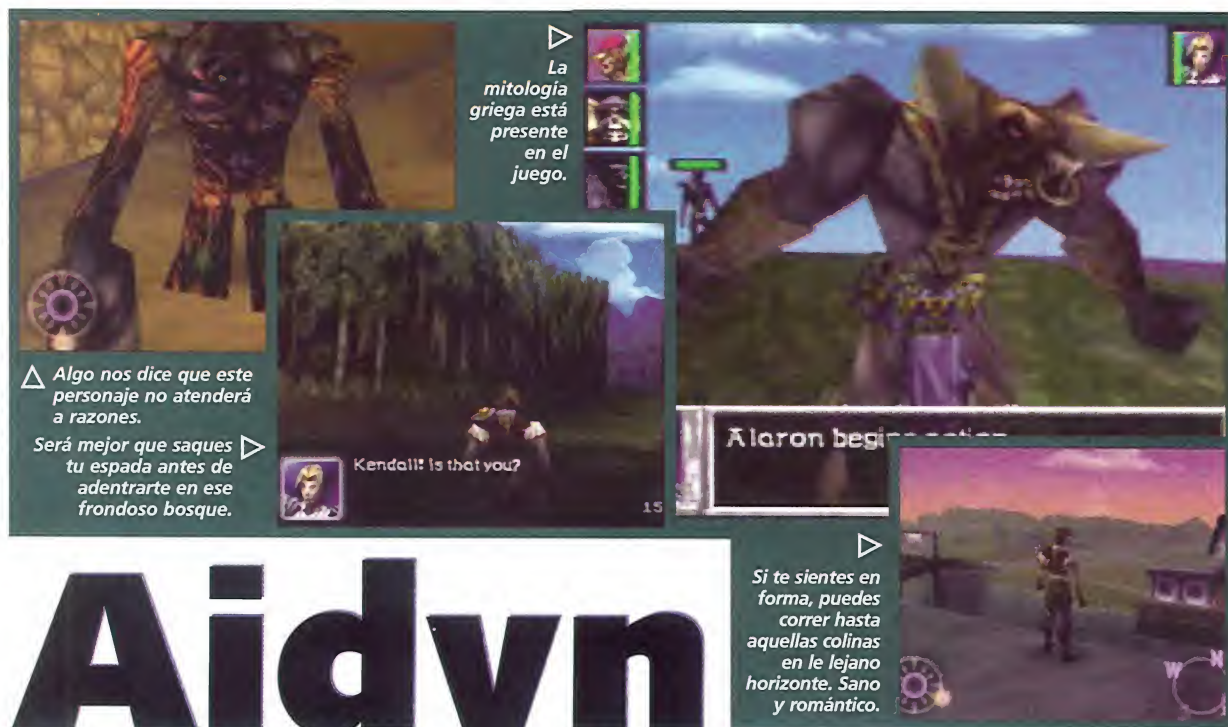 La
mitología
griega está
presente
en el
juego.
Algo nos dice que este
personaje no atenderá
a razones.
Será mejor que saques
tu espada antes de
adentrarte en ese
frondoso bosque.
Kendall! Is that you?
15
Alaron begins action
Si te sientes en
forma, puedes
correr hasta
aquellas colinas
en le lejano
horizonte. Sano
y romántico.
W N
Aidyn